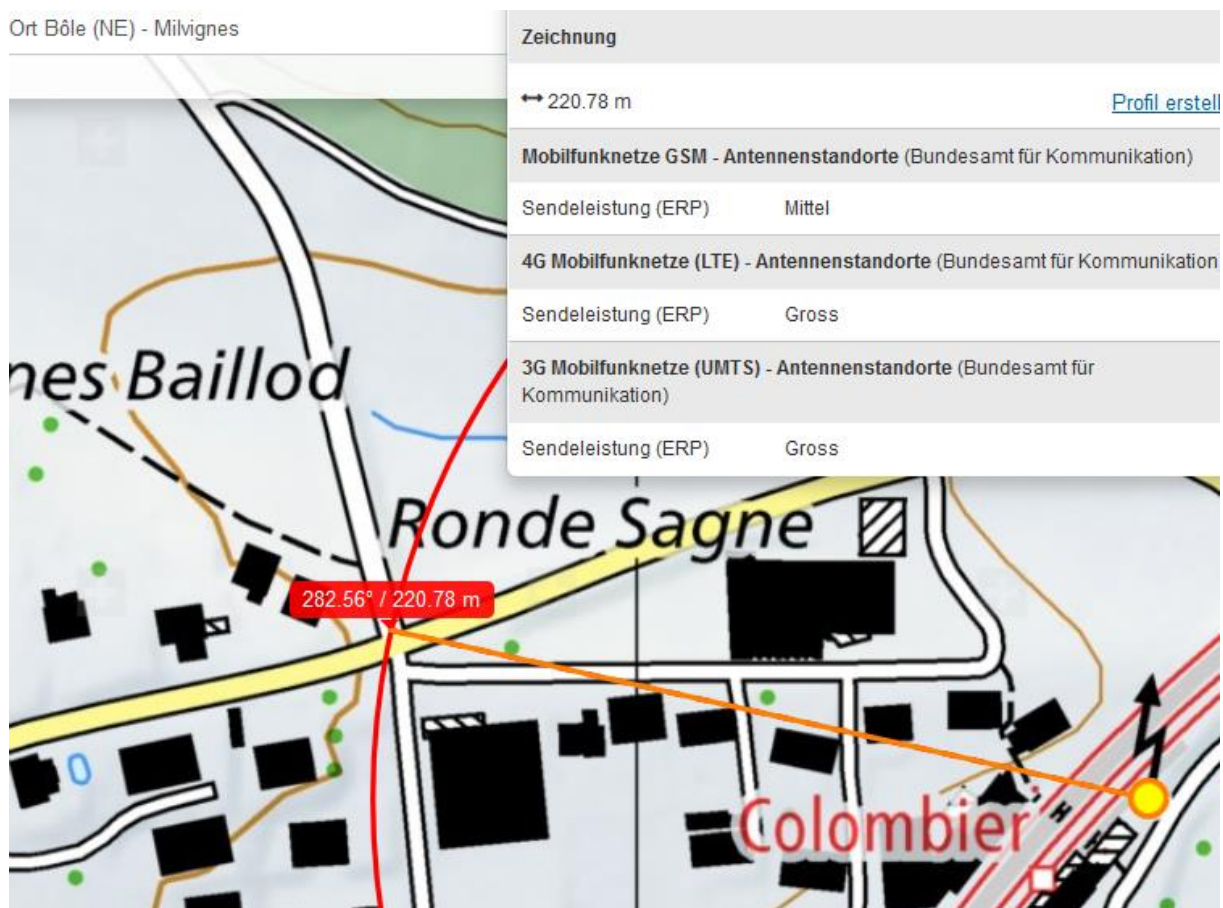 Ort Bôle (NE) - Milvignes
Zeichnung
↔ 220.78 m
Profil erstell
Mobilfunknetze GSM - Antennenstandorte (Bundesamt für Kommunikation)
Sendeleistung (ERP) Mittel
4G Mobilfunknetze (LTE) - Antennenstandorte (Bundesamt für Kommunikation
Sendeleistung (ERP) Gross
3G Mobilfunknetze (UMTS) - Antennenstandorte (Bundesamt für
Kommunikation)
Sendeleistung (ERP) Gross
nes Baillod
Ronde Sagne
282.56° / 220.78 m
Colombier